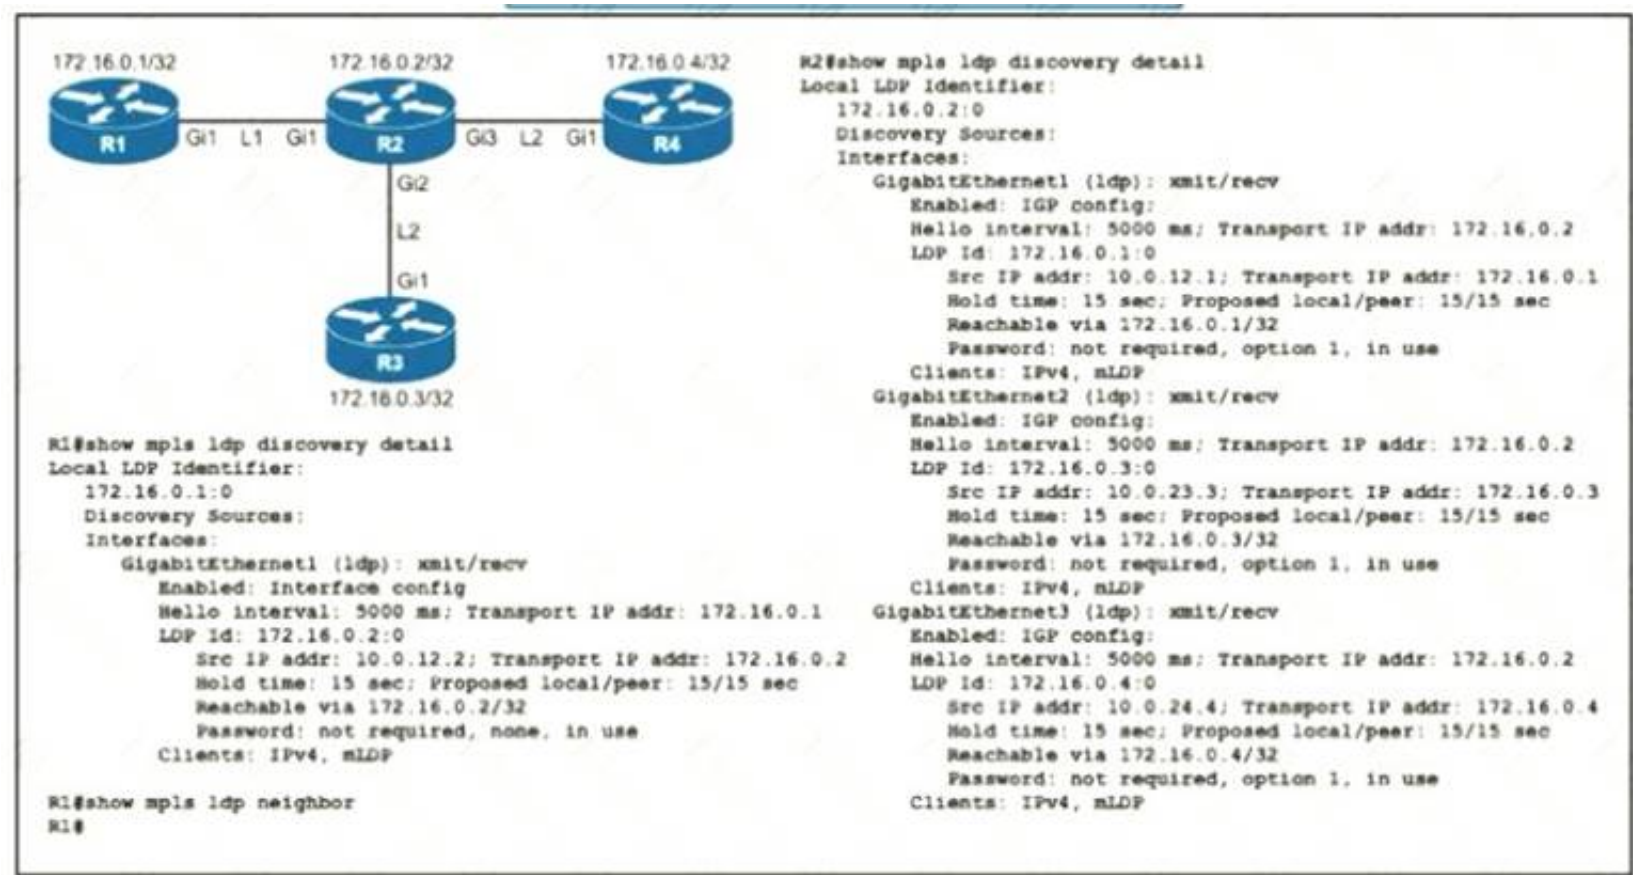 172.16.0.1/32
172.16.0.2/32
172.16.0.4/32
R1
Gi1 L1 Gi1
R2
Gi3 L2 Gi1
R4
Gi2
L2
Gi1
R3
172.16.0.3/32
R1#show mpls ldp discovery detail
Local LDP Identifier:
172.16.0.1:0
Discovery Sources:
Interfaces:
GigabitEthernet1 (ldp): xmit/recv
Enabled: Interface config
Hello interval: 5000 ms; Transport IP addr: 172.16.0.1
LDP Id: 172.16.0.2:0
Src IP addr: 10.0.12.2; Transport IP addr: 172.16.0.2
Hold time: 15 sec; Proposed local/peer: 15/15 sec
Reachable via 172.16.0.2/32
Password: not required, none, in use
Clients: IPv4, mLDP
R1#show mpls ldp neighbor
R1#
R2#show mpls ldp discovery detail
Local LDP Identifier:
172.16.0.2:0
Discovery Sources:
Interfaces:
GigabitEthernet1 (ldp): xmit/recv
Enabled: IGP config;
Hello interval: 5000 ms; Transport IP addr: 172.16.0.2
LDP Id: 172.16.0.1:0
Src IP addr: 10.0.12.1; Transport IP addr: 172.16.0.1
Hold time: 15 sec; Proposed local/peer: 15/15 sec
Reachable via 172.16.0.1/32
Password: not required, option 1, in use
Clients: IPv4, mLDP
GigabitEthernet2 (ldp): xmit/recv
Enabled: IGP config;
Hello interval: 5000 ms; Transport IP addr: 172.16.0.2
LDP Id: 172.16.0.3:0
Src IP addr: 10.0.23.3; Transport IP addr: 172.16.0.3
Hold time: 15 sec; Proposed local/peer: 15/15 sec
Reachable via 172.16.0.3/32
Password: not required, option 1, in use
Clients: IPv4, mLDP
GigabitEthernet3 (ldp): xmit/recv
Enabled: IGP config;
Hello interval: 5000 ms; Transport IP addr: 172.16.0.2
LDP Id: 172.16.0.4:0
Src IP addr: 10.0.24.4; Transport IP addr: 172.16.0.4
Hold time: 15 sec; Proposed local/peer: 15/15 sec
Reachable via 172.16.0.4/32
Password: not required, option 1, in use
Clients: IPv4, mLDP